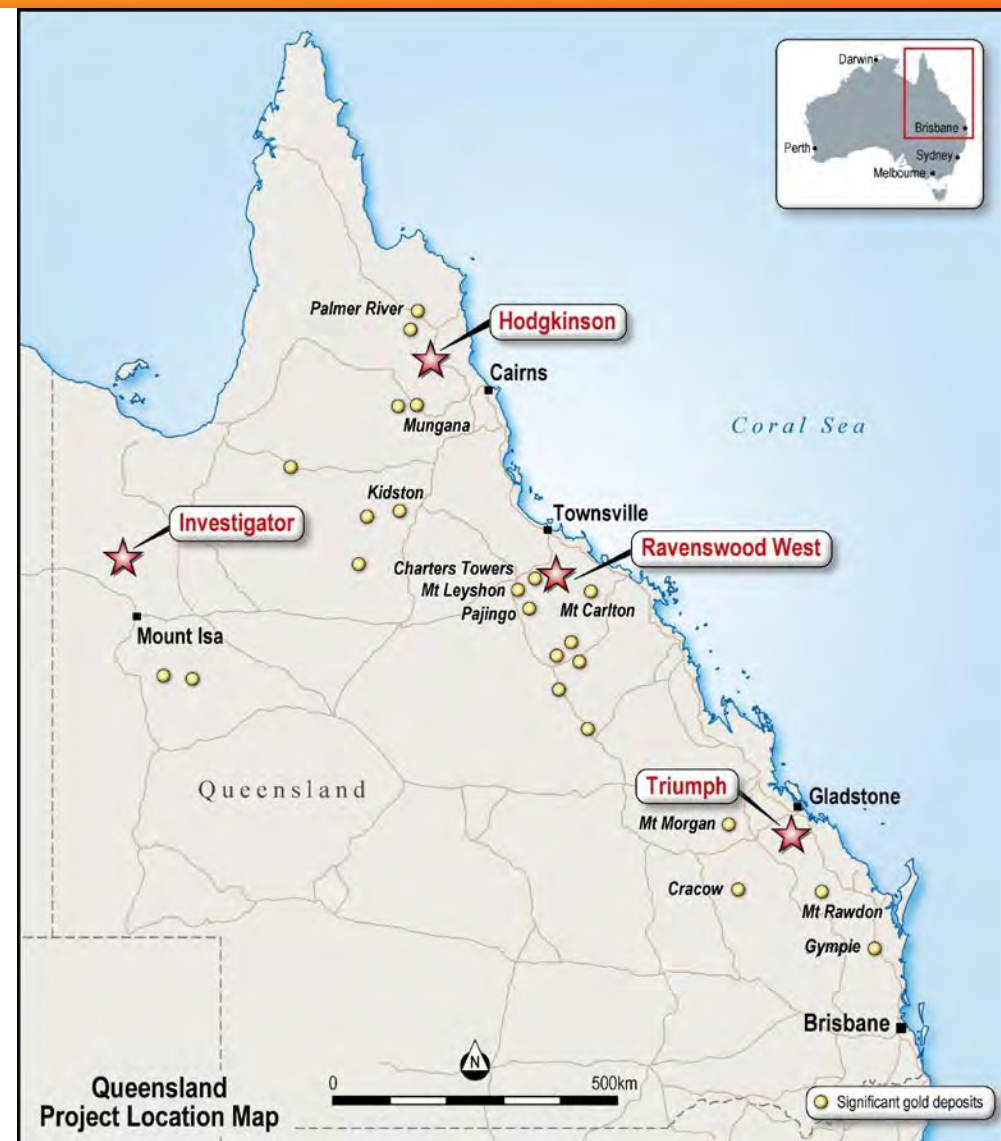 Darwin
Brisbane
Perth
Sydney
Melbourne
Palmer River
Hodgkinson
Cairns
Mungana
Coral Sea
Kidston
Investigator
Townsville
Ravenswood West
Charters Towers
Mt Leyshon
Pajingo
Mt Carlton
Mount Isa
Queensland
Triumph
Gladstone
Mt Morgan
Cracow
Mt Rawdon
Gympie
Brisbane
N
0
500km
Queensland
Project Location Map
Significant gold deposits